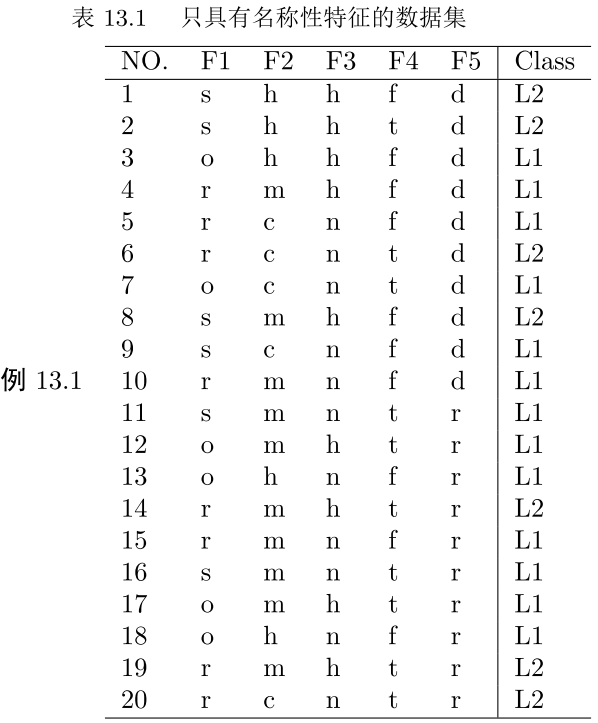 表 13.1 只具有名称性特征的数据集
NO. F1 F2 F3 F4 F5 Class
1 s h h f d L2
2 s h h t d L2
3 o h h f d L1
4 r m h f d L1
5 r c n f d L1
6 r c n t d L2
7 o c n t d L1
8 s m h f d L2
9 s c n f d L1
例 13.1 10 r m n f d L1
11 s m n t r L1
12 o m h t r L1
13 o h n f r L1
14 r m h t r L2
15 r m n f r L1
16 s m n t r L1
17 o m h t r L1
18 o h n f r L1
19 r m h t r L2
20 r c n t r L2